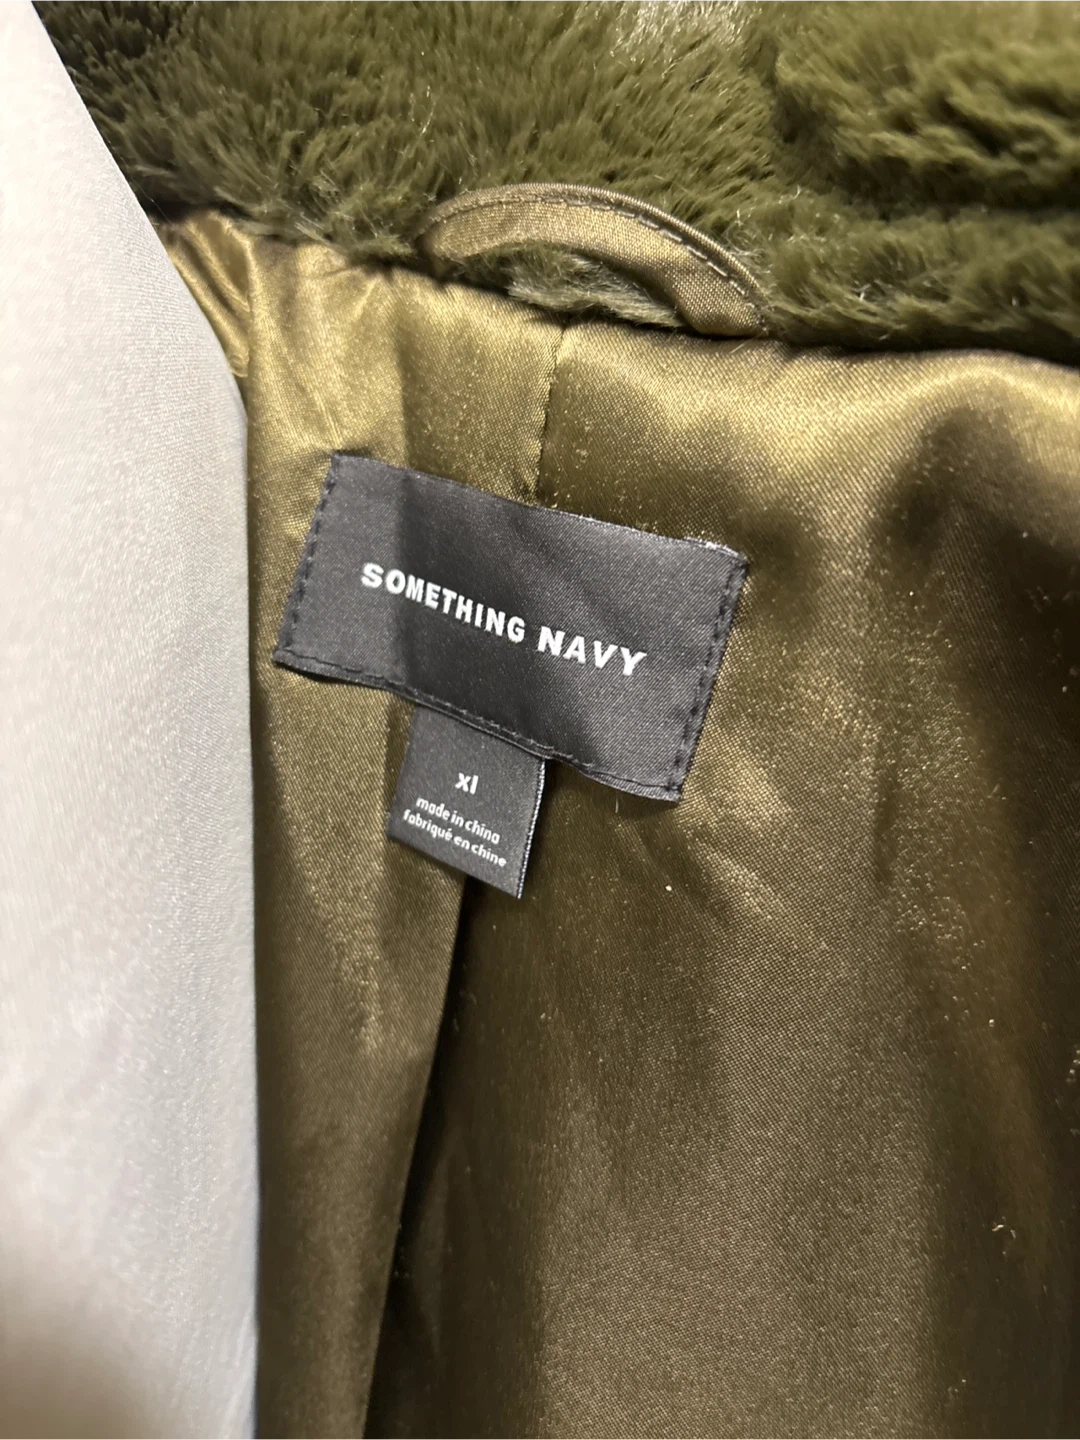 SOMETHING NAVY
xl
made in china
fabriqué en chine